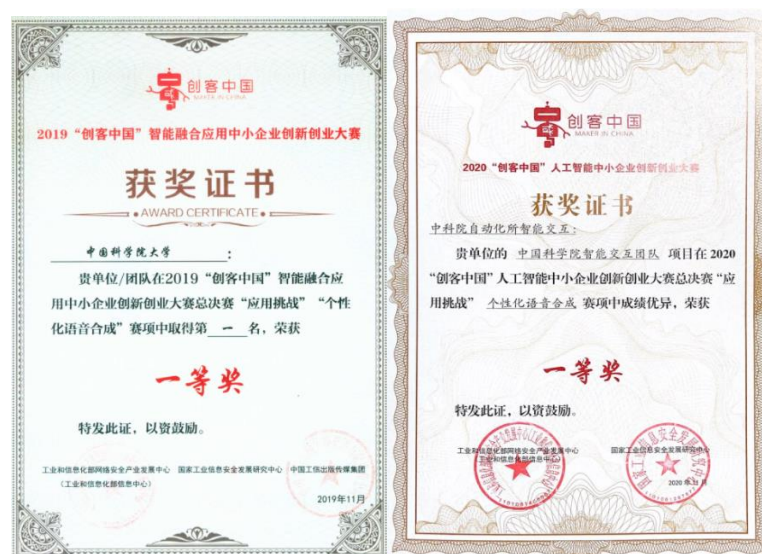 创客中国
MAKER IN CHINA
2019“创客中国”智能融合应用中小企业创新创业大赛
获奖证书
AWARD CERTIFICATE
中国科学院大学：
贵单位/团队在2019“创客中国”智能融合应
用中小企业创新创业大赛总决赛“应用挑战”“个性
化语音合成”赛项中取得第 一 名，荣获
一等奖
特发此证，以资鼓励。
工业和信息化部网络安全产业发展中心 国家工业信息安全发展研究中心 中国工信出版传媒集团
（工业和信息化部信息中心）
2019年11月
创客中国
MAKER IN CHINA
2020“创客中国”人工智能中小企业创新创业大赛
获奖证书
中科院自动化所智能交互：
贵单位的 中国科学院智能交互团队 项目在 2020
“创客中国”人工智能中小企业创新创业大赛总决赛“应
用挑战” 个性化语音合成 赛项中成绩优异，荣获
一等奖
特发此证，以资鼓励。
工业和信息化部网络安全产业发展中心 国家工业信息安全发展研究中心
（工业和信息化部信息中心）
2020年11月